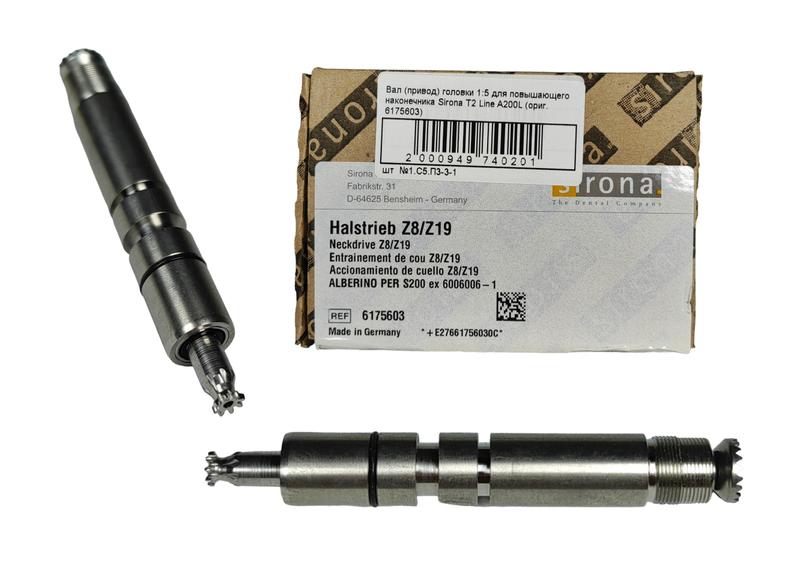 Вал (привод) головки 1:5 для повышающего
наконечника Sirona T2 Line A200L (ориг.
6175603)
2 000949 740201
шт №1.С5.П3-3-1
Sirona
Fabrikstr. 31
D-64625 Bensheim - Germany
sirona.
The Dental Company
Halstrieb Z8/Z19
Neckdrive Z8/Z19
Entrainement de cou Z8/Z19
Accionamiento de cuello Z8/Z19
ALBERINO PER S200 ex 6006006-1
REF 6175603
Made in Germany *+E27661756030C*